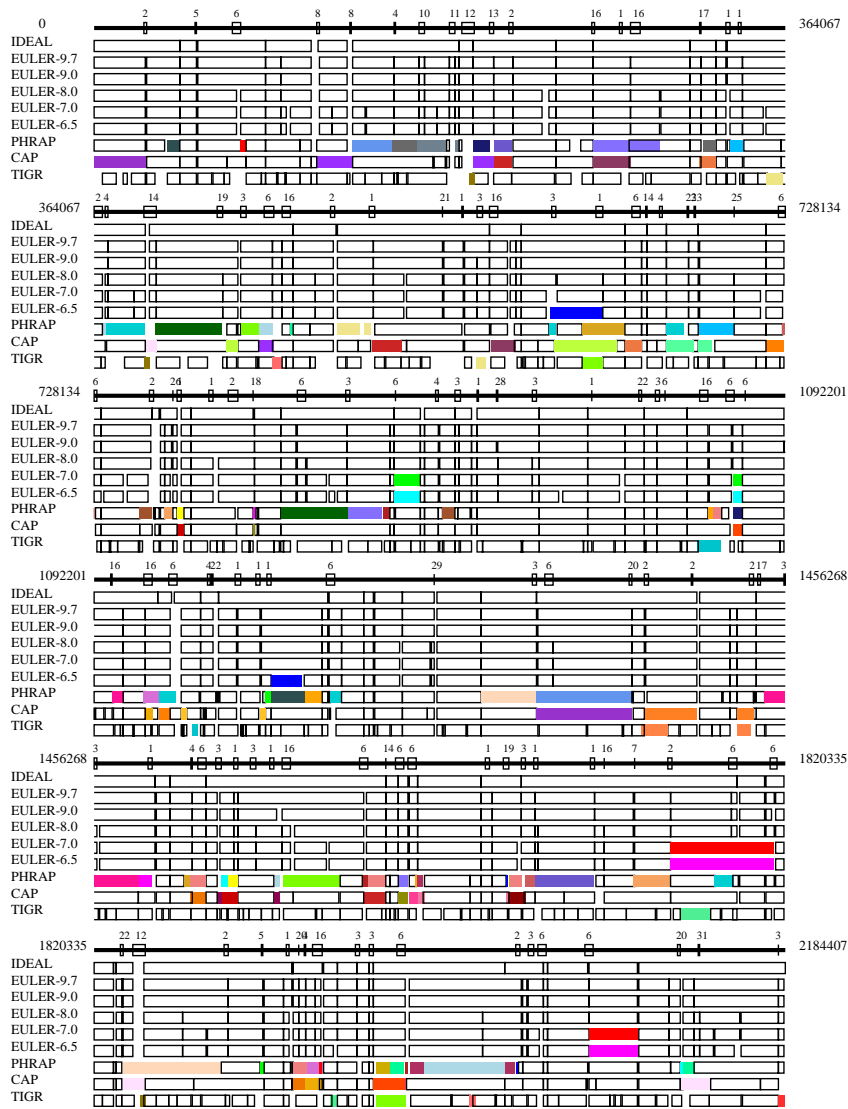 2 5 6 8 8 4 10 11 12 13 2 16 1 16 17 1 1
0 364067
IDEAL
EULER-9.7
EULER-9.0
EULER-8.0
EULER-7.0
EULER-6.5
PHRAP
CAP
TIGR
2 4 14 19 3 6 16 2 1 21 1 3 16 3 1 6 14 4 25 6
364067 728134
IDEAL
EULER-9.7
EULER-9.0
EULER-8.0
EULER-7.0
EULER-6.5
PHRAP
CAP
TIGR
6 2 1 2 18 6 3 6 4 3 1 28 3 1 22 3 6 16 6 6
728134 1092201
IDEAL
EULER-9.7
EULER-9.0
EULER-8.0
EULER-7.0
EULER-6.5
PHRAP
CAP
TIGR
16 16 6 4 22 1 1 1 6 29 3 6 20 2 2 2 17 3
1092201 1456268
IDEAL
EULER-9.7
EULER-9.0
EULER-8.0
EULER-7.0
EULER-6.5
PHRAP
CAP
TIGR
3 1 4 6 3 1 3 1 16 6 14 6 6 1 19 3 1 16 7 2 6 6
1456268 1820335
IDEAL
EULER-9.7
EULER-9.0
EULER-8.0
EULER-7.0
EULER-6.5
PHRAP
CAP
TIGR
22 12 2 5 1 20 4 16 3 3 6 2 3 6 6 20 31 3
1820335 2184407
IDEAL
EULER-9.7
EULER-9.0
EULER-8.0
EULER-7.0
EULER-6.5
PHRAP
CAP
TIGR